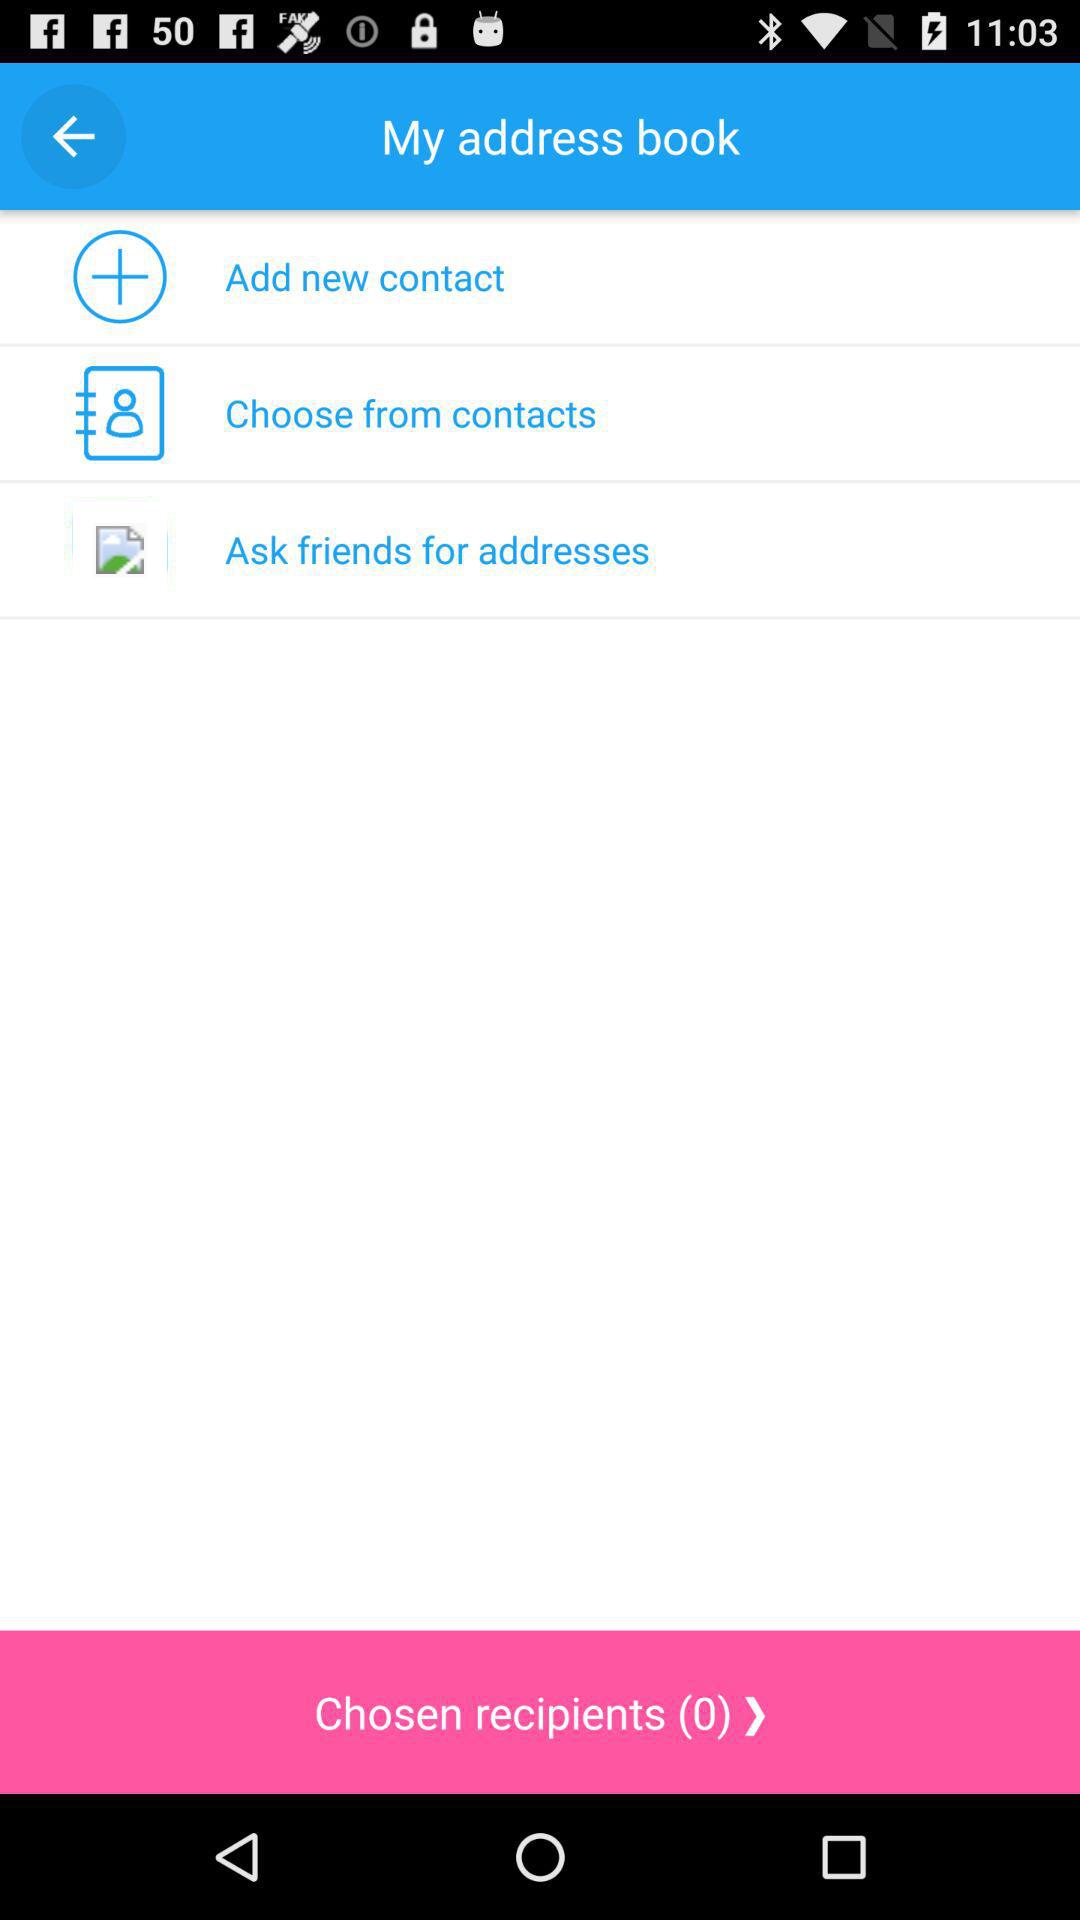 50 FAKE 11:03
My address book
Add new contact
Choose from contacts
Ask friends for addresses
Chosen recipients (0) ❯